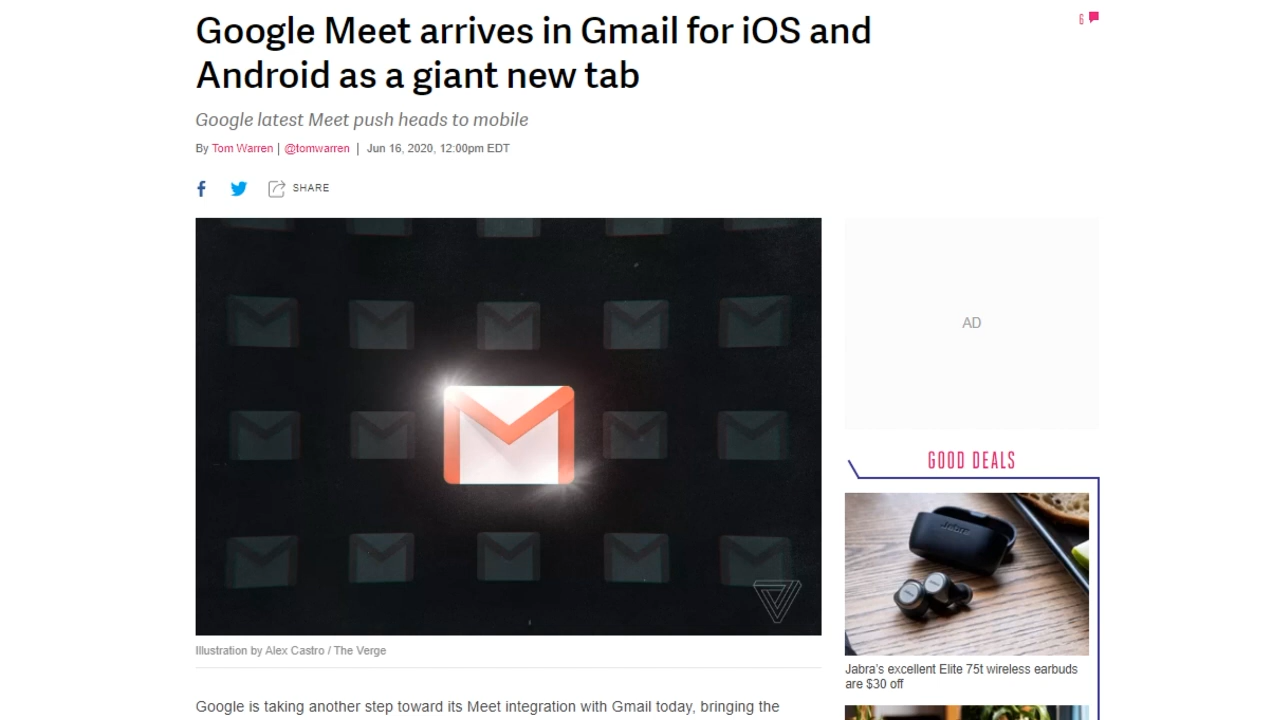 Google Meet arrives in Gmail for iOS and
Android as a giant new tab
6
Google latest Meet push heads to mobile
By Tom Warren | @tomwarren | Jun 16, 2020, 12:00pm EDT
SHARE
AD
GOOD DEALS
Jabra
Jabra's excellent Elite 75t wireless earbuds
are $30 off
Illustration by Alex Castro / The Verge
Google is taking another step toward its Meet integration with Gmail today, bringing the